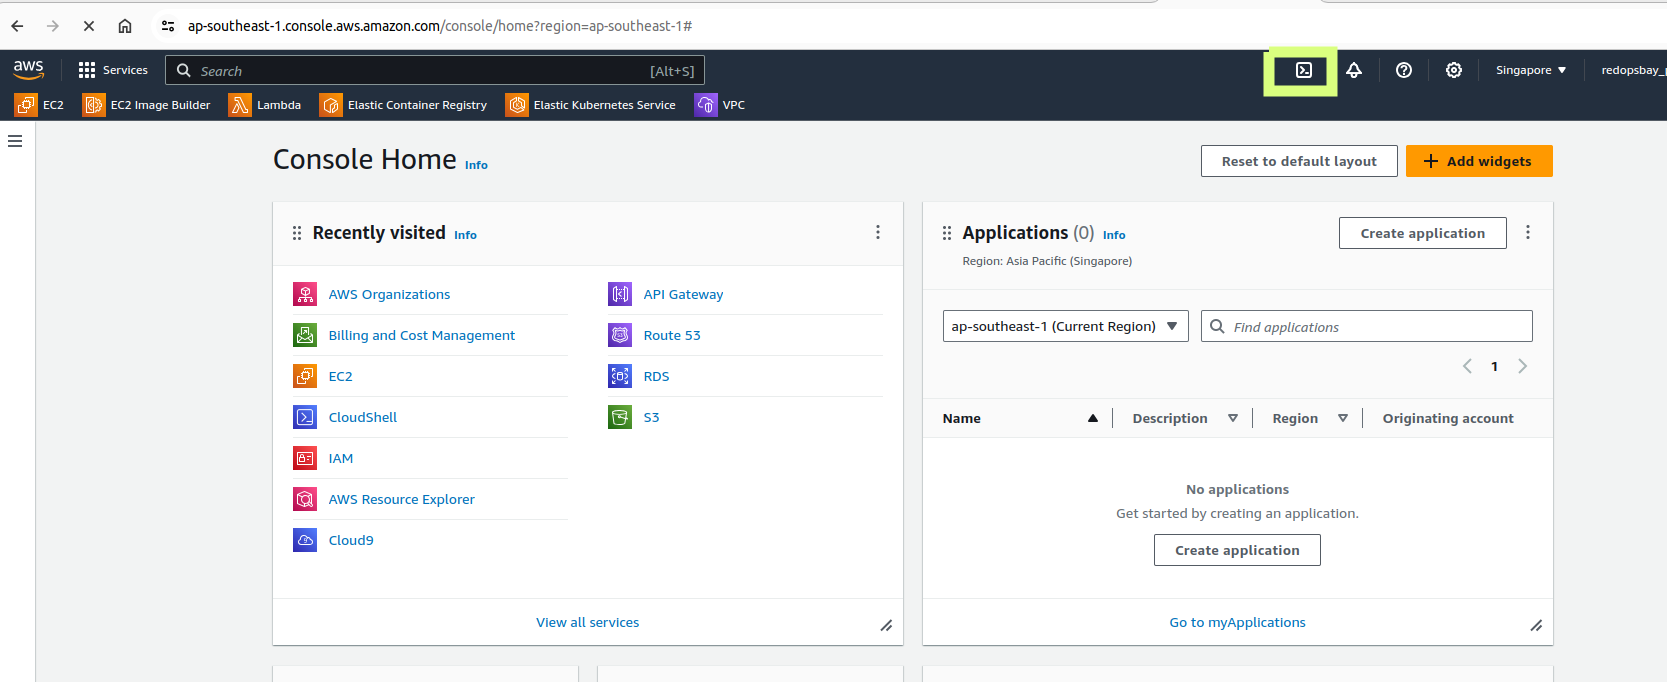 ap-southeast-1.console.aws.amazon.com/console/home?region=ap-southeast-1#
aws Services Search [Alt+S] Singapore redopsbay_
EC2 EC2 Image Builder Lambda Elastic Container Registry Elastic Kubernetes Service VPC
Console Home Info
Reset to default layout Add widgets
Recently visited Info
AWS Organizations
Billing and Cost Management
EC2
CloudShell
IAM
AWS Resource Explorer
Cloud9
API Gateway
Route 53
RDS
S3
View all services
Applications (0) Info
Create application
Region: Asia Pacific (Singapore)
ap-southeast-1 (Current Region) Find applications
1
Name Description Region Originating account
No applications
Get started by creating an application.
Create application
Go to myApplications